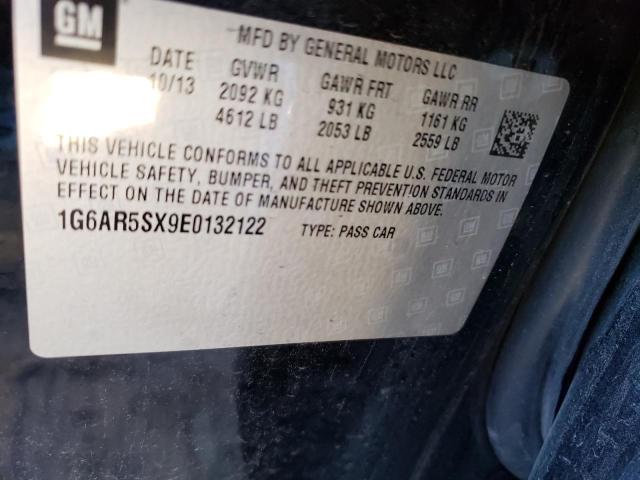 GM
MFD BY GENERAL MOTORS LLC
DATE GVWR GAWR FRT GAWR RR
10/13 2092 KG 931 KG 1161 KG
4612 LB 2053 LB 2559 LB
THIS VEHICLE CONFORMS TO ALL APPLICABLE U.S. FEDERAL MOTOR
VEHICLE SAFETY, BUMPER, AND THEFT PREVENTION STANDARDS IN
EFFECT ON THE DATE OF MANUFACTURE SHOWN ABOVE.
1G6AR5SX9E0132122 TYPE: PASS CAR